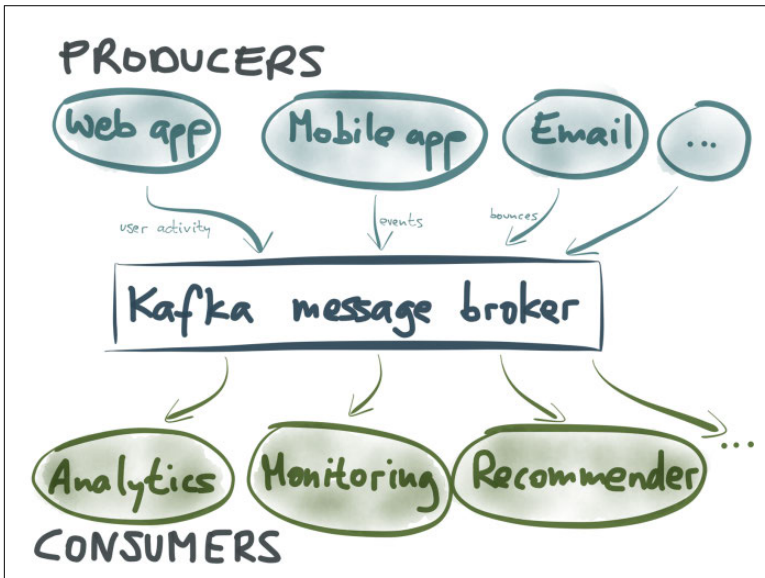 PRODUCERS
Web app
Mobile app
Email
...
user activity
events
bounces
Kafka message broker
...
Analytics
Monitoring
Recommender
CONSUMERS